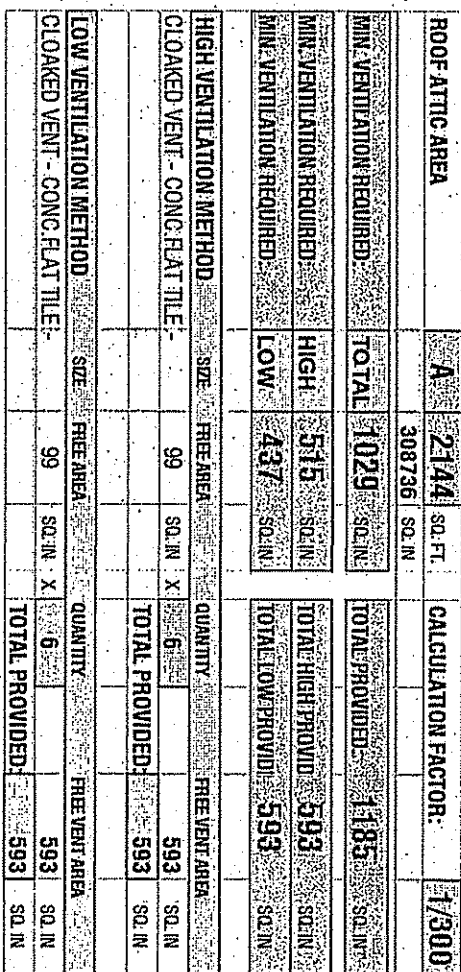 ROOF ATTIC AREA A 2144 SQ. FT. CALCULATION FACTOR: 1/300
308736 SQ. IN
MIN. VENTILATION REQUIRED: TOTAL 1029 SQ. IN TOTAL PROVIDED: 1185 SQ. IN
MIN. VENTILATION REQUIRED: HIGH 515 SQ. IN TOTAL HIGH PROVID 593 SQ. IN
MIN. VENTILATION REQUIRED: LOW 437 SQ. IN TOTAL LOW PROVID 593 SQ. IN
HIGH VENTILATION METHOD SIZE FREE AREA QUANTITY FREE VENT AREA
CLOAKED VENT - CONC FLAT TILE:- 99 SQ. IN X 6 593 SQ. IN
TOTAL PROVIDED: 593 SQ. IN
LOW VENTILATION METHOD SIZE FREE AREA QUANTITY FREE VENT AREA
CLOAKED VENT - CONC FLAT TILE:- 99 SQ. IN X 6 593 SQ. IN
TOTAL PROVIDED: 593 SQ. IN